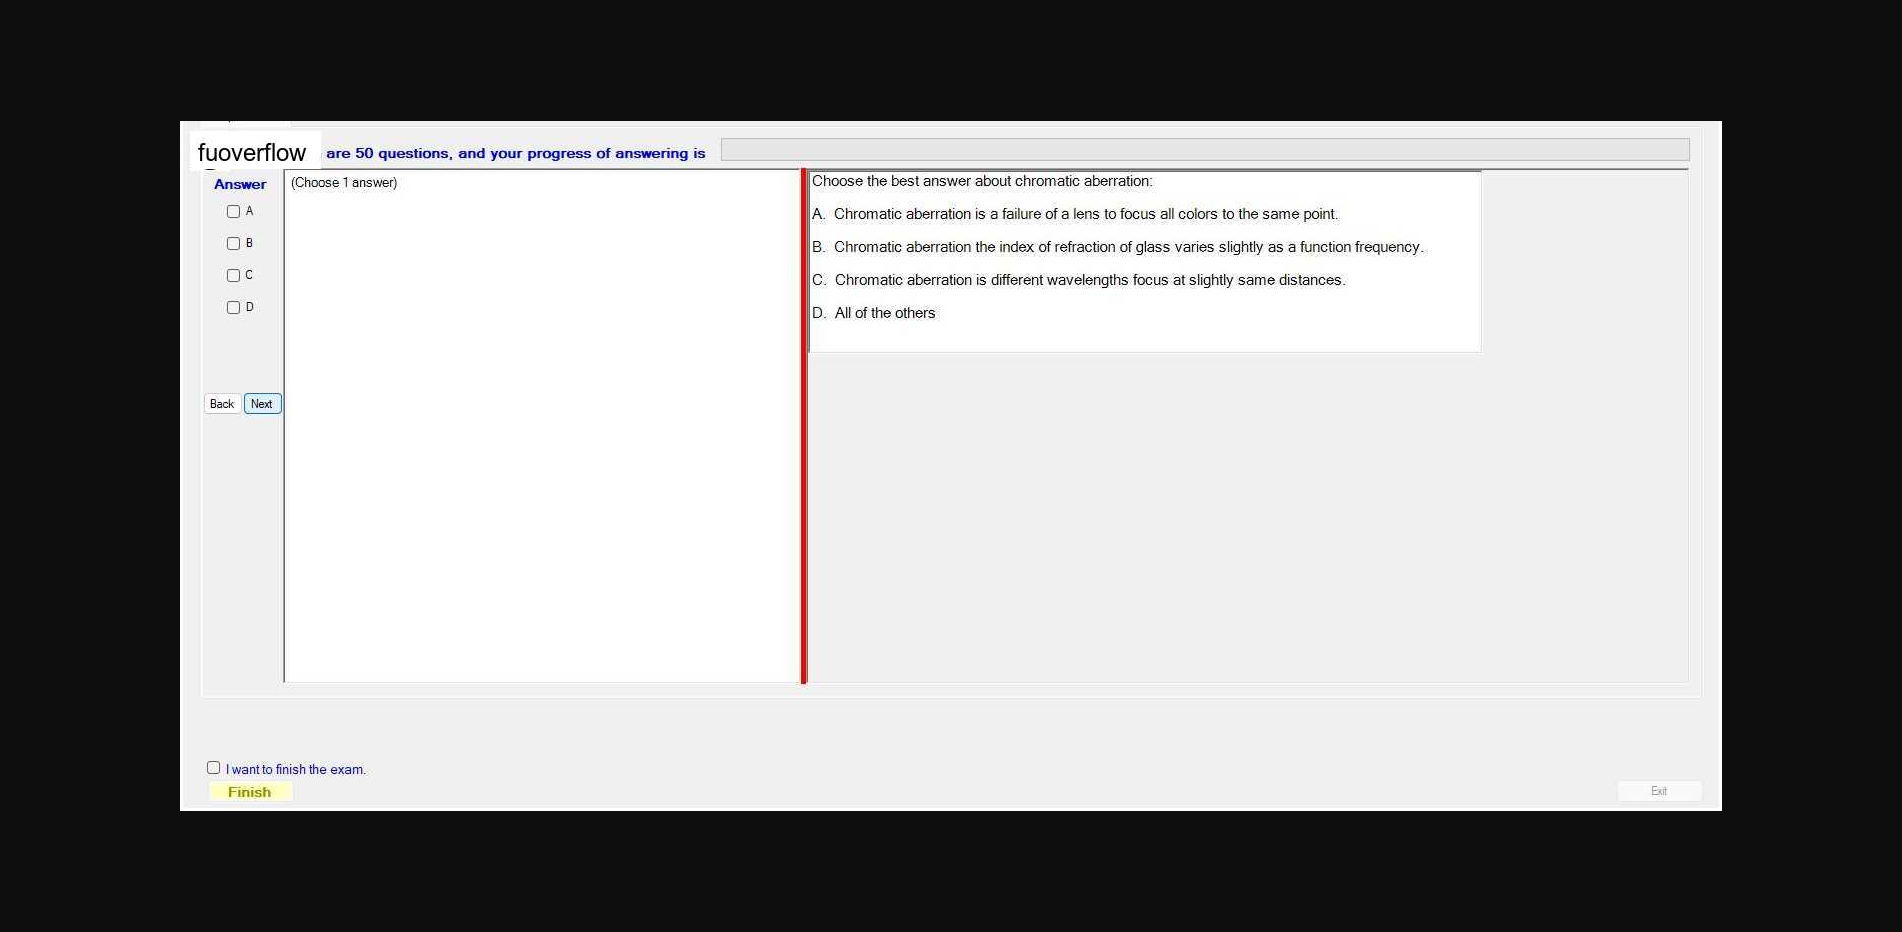 fuoverflow are 50 questions, and your progress of answering is
Answer
(Choose 1 answer)
A
B
C
D
Back Next
Choose the best answer about chromatic aberration:
A. Chromatic aberration is a failure of a lens to focus all colors to the same point.
B. Chromatic aberration the index of refraction of glass varies slightly as a function frequency.
C. Chromatic aberration is different wavelengths focus at slightly same distances.
D. All of the others
I want to finish the exam.
Finish
Exit